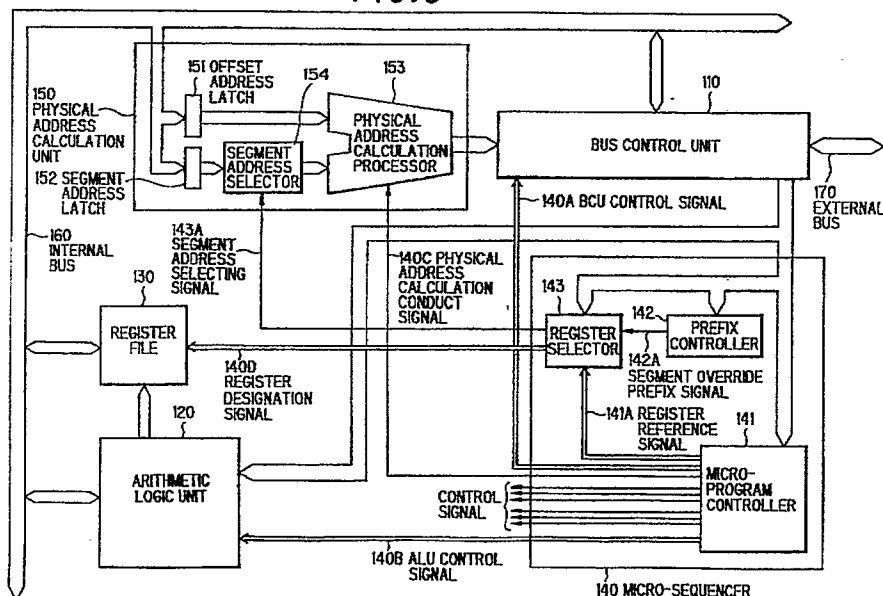 151 OFFSET
ADDRESS
LATCH
154
153
110
150
PHYSICAL
ADDRESS
CALCULATION
UNIT
PHYSICAL
ADDRESS
CALCULATION
PROCESSOR
BUS CONTROL UNIT
SEGMENT
ADDRESS
SELECTOR
152 SEGMENT
ADDRESS
LATCH
140A BCU CONTROL SIGNAL
170
EXTERNAL
BUS
160
INTERNAL
BUS
143A
SEGMENT
ADDRESS
SELECTING
SIGNAL
140C PHYSICAL
ADDRESS
CALCULATION
CONDUCT SIGNAL
130
REGISTER
FILE
143
REGISTER
SELECTOR
142
PREFIX
CONTROLLER
142A
SEGMENT OVERRIDE
PREFIX SIGNAL
140D
REGISTER
DESIGNATION
SIGNAL
141A REGISTER
REFERENCE
SIGNAL
141
120
ARITHMETIC
LOGIC UNIT
MICRO-
PROGRAM
CONTROLLER
CONTROL
SIGNAL
140B ALU CONTROL
SIGNAL
140 MICRO-SEQUENCER